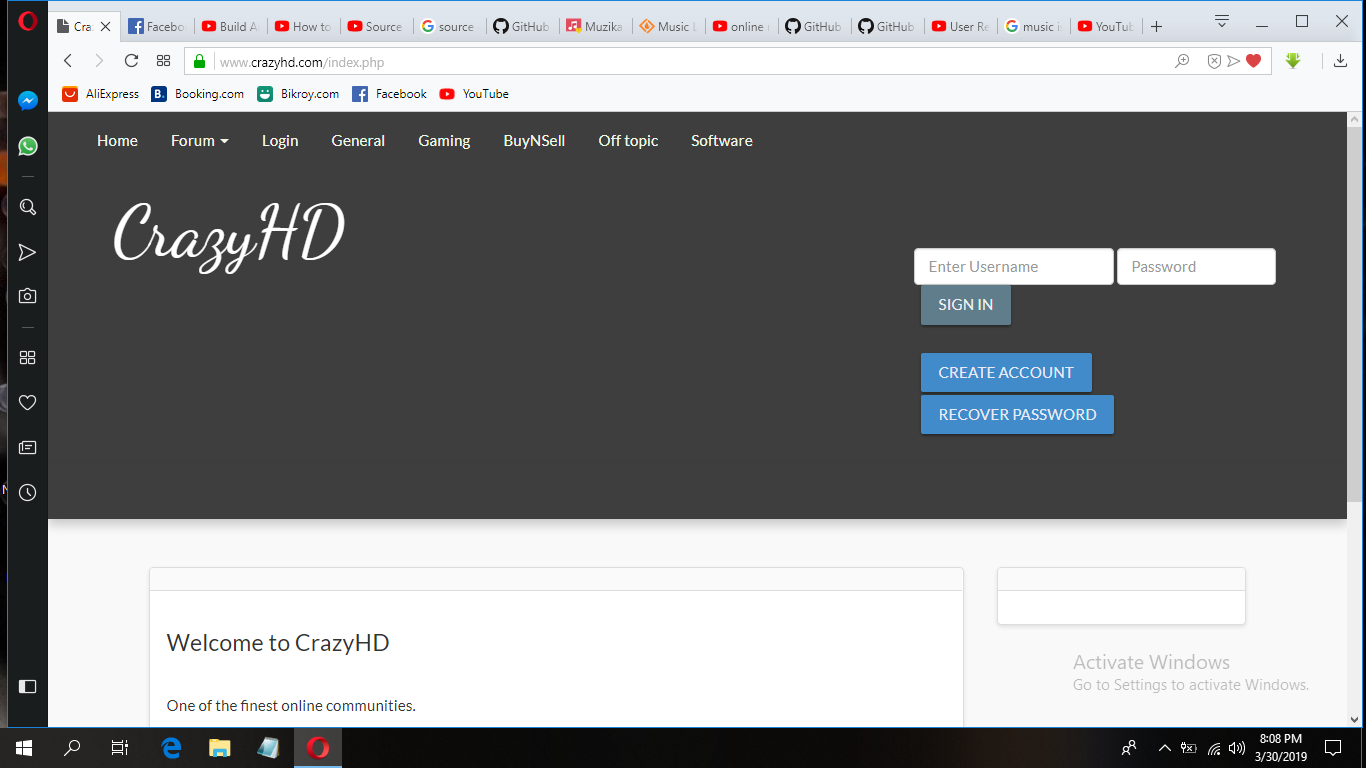 Cra
Facebo
Build A
How to
Source
source
GitHub
Muzika
Music L
online
GitHub
GitHub
User Re
music is
YouTub
www.crazyhd.com/index.php
AliExpress
Booking.com
Bikroy.com
Facebook
YouTube
Home Forum Login General Gaming BuyNSell Off topic Software
CrazyHD
Enter Username Password
SIGN IN
CREATE ACCOUNT
RECOVER PASSWORD
Welcome to CrazyHD
One of the finest online communities.
Activate Windows
Go to Settings to activate Windows.
8:08 PM
3/30/2019